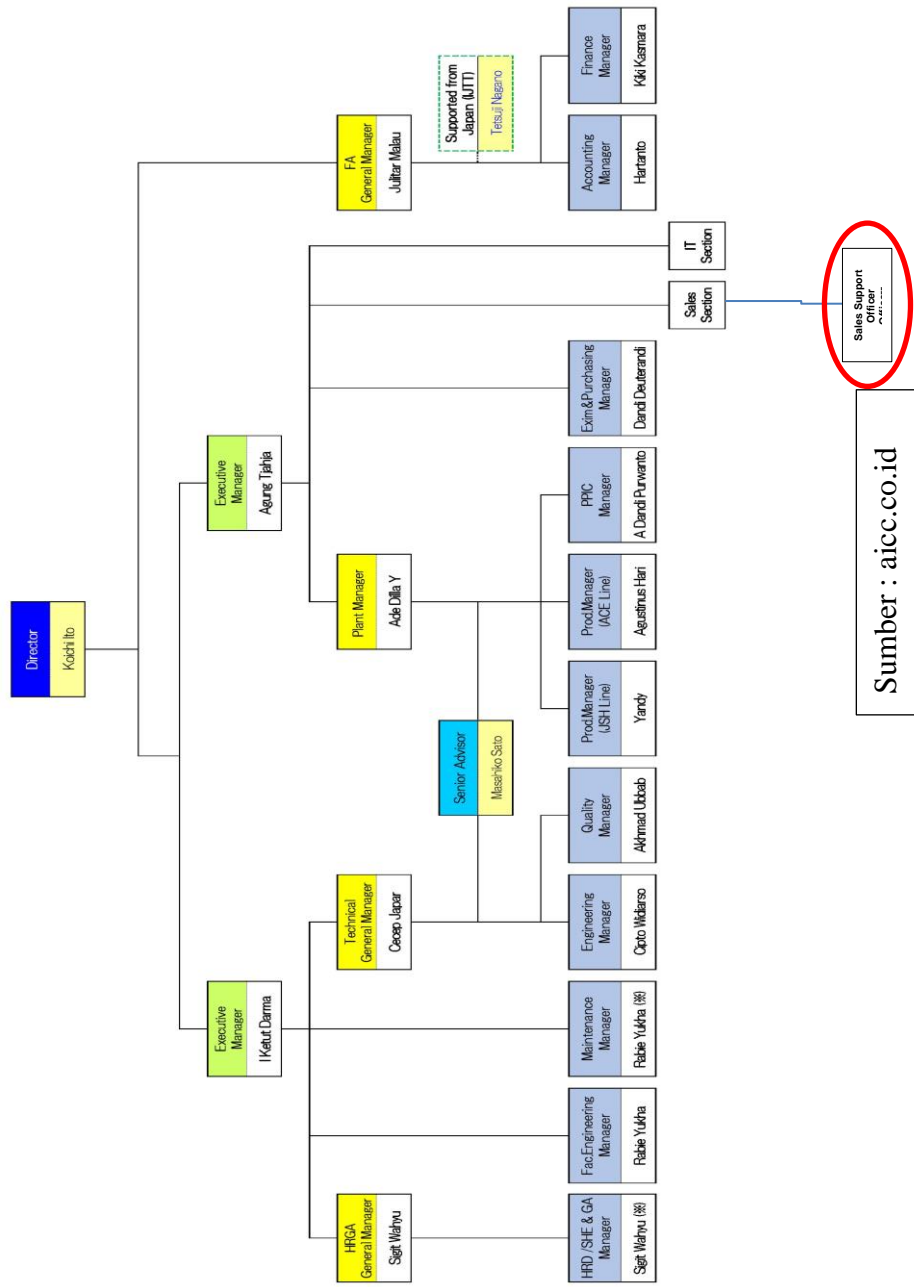 Director
Koichi Ito
Executive
Manager
I Ketut Darma
Executive
Manager
Agung Tjahja
HRGA
General Manager
Sigit Wahyu
Technical
General Manager
Cecep Japar
Plant Manager
Ade Dilla Y
FA
General Manager
Julitar Malau
Senior Advisor
Masahiko Sato
Supported from
Japan (IJTT)
Tetsuji Nagano
HRD /SHE & GA
Manager
Sigit Wahyu (※)
Fac.Engineering
Manager
Rabie Yukha
Maintenance
Manager
Rabie Yukha (※)
Engineering
Manager
Cipto Widiarso
Quality
Manager
Akhmad Ubbab
Prod.Manager
(JSH Line)
Yandy
Prod.Manager
(ACE Line)
Agustinus Hari
PPIC
Manager
A Dandi Purwanto
Exim&Purchasing
Manager
Dandi Deuterandi
Accounting
Manager
Hartanto
Finance
Manager
Kiki Kasmara
Sales
Section
IT
Section
Sales Support
Officer
Sumber : aicc.co.id